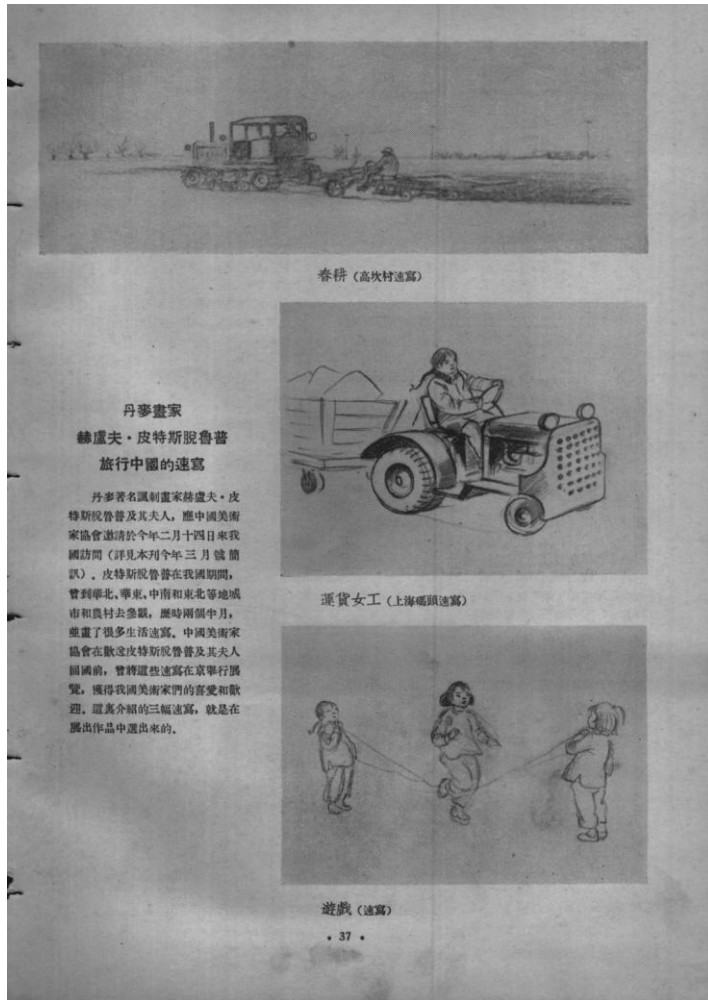 春耕（高坎村速寫）
丹麥畫家
赫盧夫·皮特斯脫魯普
旅行中國的速寫
丹麥著名諷刺畫家赫盧夫·皮
特斯脫魯普及其夫人，應中國美術
家協會邀請於今年二月十四日來我
國訪問（詳見本刊今年三月號簡
訊）。皮特斯脫魯普在我國期間，
曾到華北、華東、中南和東北等地城
市和農村去參觀，歷時兩個半月，
並畫了很多生活速寫。中國美術家
協會在歡送皮特斯脫魯普及其夫人
歸國前，曾將這些速寫在京舉行展
覽，獲得我國美術家們的喜愛和歡
迎。這裏介紹的三幅速寫，就是在
展出作品中選出來的。
運貨女工（上海碼頭速寫）
遊戲（速寫）
• 37 •